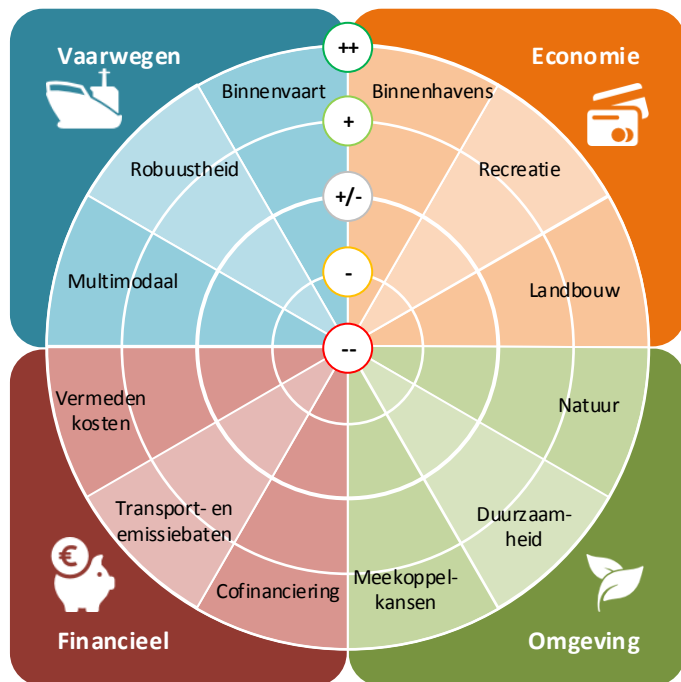 Vaarwegen
Economie
++
Binnenvaart
Binnenhavens
+
Robuustheid
Recreatie
+/-
Multimodaal
Landbouw
-
--
Vermeden
kosten
Natuur
Transport- en
emissiebaten
Duurzaam-
heid
Cofinanciering
Meekoppel-
kansen
€
Financieel
Omgeving